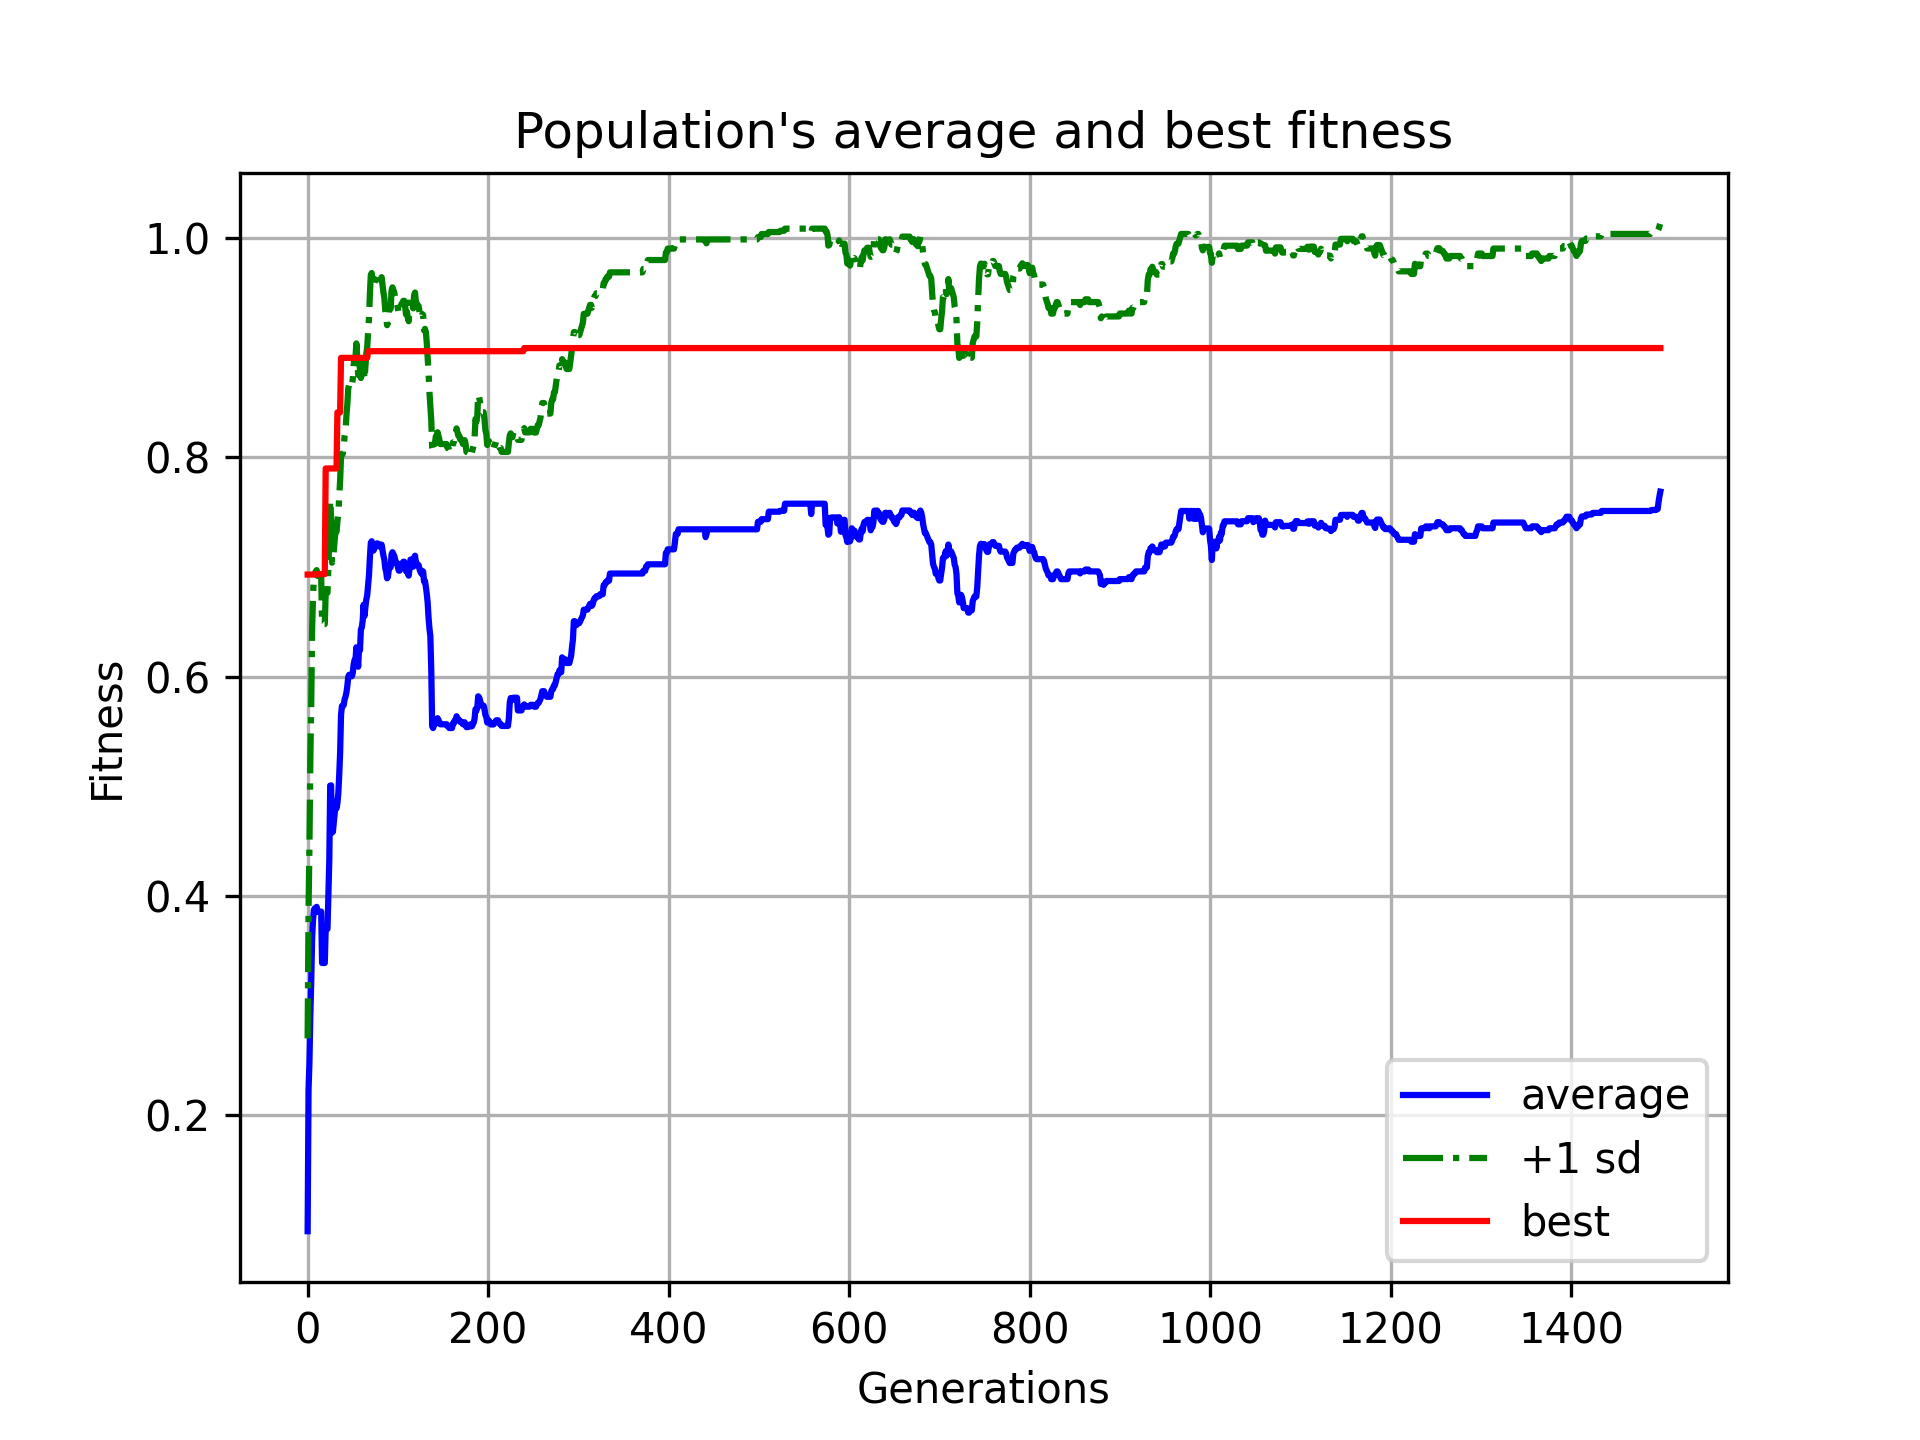 Population's average and best fitness
1.0
0.8
0.6
0.4
0.2
Fitness
0 200 400 600 800 1000 1200 1400
Generations
average
+1 sd
best